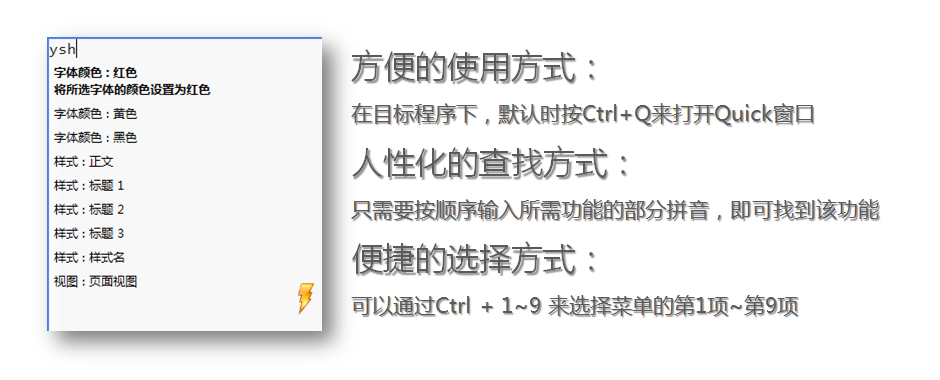 ysh
字体颜色：红色
将所选字体的颜色设置为红色
字体颜色：黄色
字体颜色：黑色
样式：正文
样式：标题 1
样式：标题 2
样式：标题 3
样式：样式名
视图：页面视图
方便的使用方式：
在目标程序下，默认时按Ctrl+Q来打开Quick窗口
人性化的查找方式：
只需要按顺序输入所需功能的部分拼音，即可找到该功能
便捷的选择方式：
可以通过Ctrl + 1~9 来选择菜单的第1项~第9项